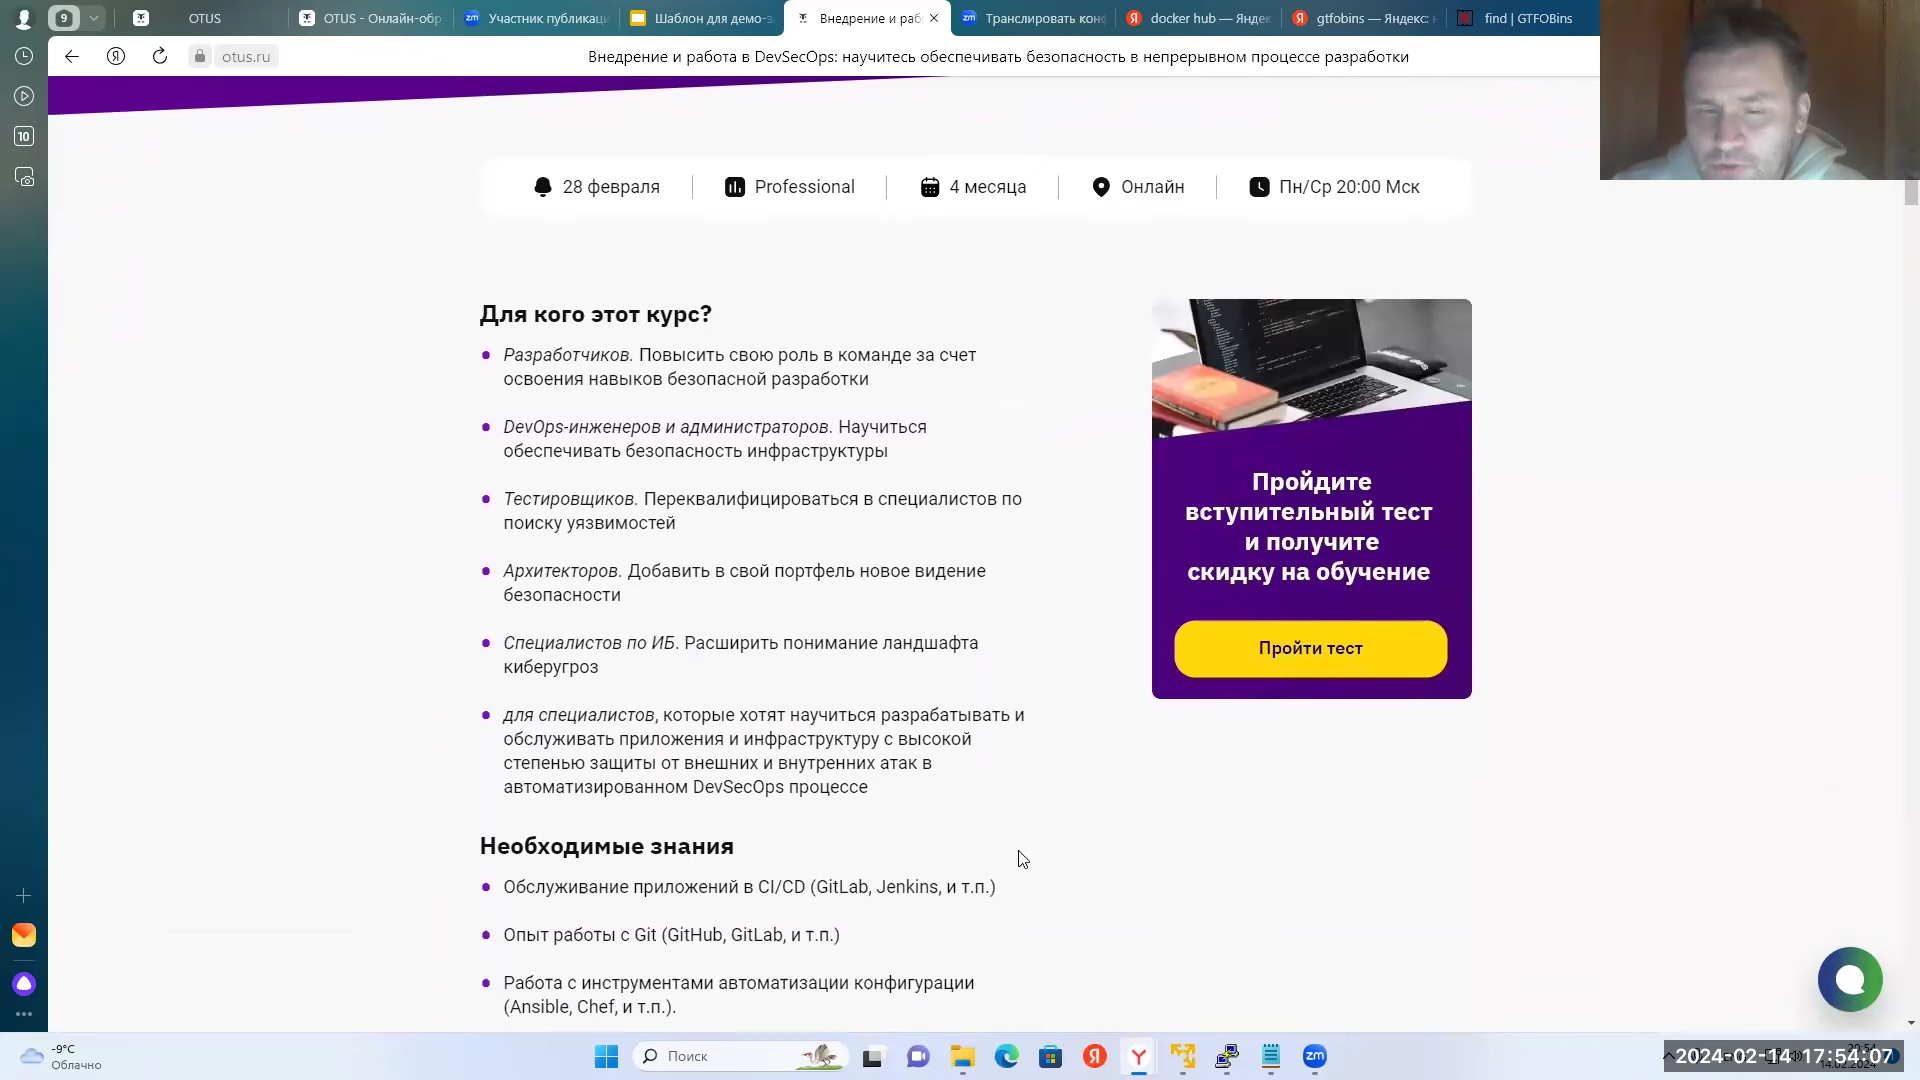 9
OTUS
OTUS - Онлайн-обр
Участник публикаци
Шаблон для демо-з
Внедрение и раб
Транслировать кон
docker hub — Яндек
gtfobins — Яндекс:
find | GTFOBins
otus.ru
Внедрение и работа в DevSecOps: научитесь обеспечивать безопасность в непрерывном процессе разработки
10
28 февраля
Professional
4 месяца
Онлайн
Пн/Ср 20:00 Мск
Для кого этот курс?
Разработчиков. Повысить свою роль в команде за счет
освоения навыков безопасной разработки
DevOps-инженеров и администраторов. Научиться
обеспечивать безопасность инфраструктуры
Тестировщиков. Переквалифицироваться в специалистов по
поиску уязвимостей
Архитекторов. Добавить в свой портфель новое видение
безопасности
Специалистов по ИБ. Расширить понимание ландшафта
киберугроз
для специалистов, которые хотят научиться разрабатывать и
обслуживать приложения и инфраструктуру с высокой
степенью защиты от внешних и внутренних атак в
автоматизированном DevSecOps процессе
Необходимые знания
Обслуживание приложений в CI/CD (GitLab, Jenkins, и т.п.)
Опыт работы с Git (GitHub, GitLab, и т.п.)
Работа с инструментами автоматизации конфигурации
(Ansible, Chef, и т.п.).
Пройдите
вступительный тест
и получите
скидку на обучение
Пройти тест
-9°C
Облачно
Поиск
zm
2024-02-14 17:54:07